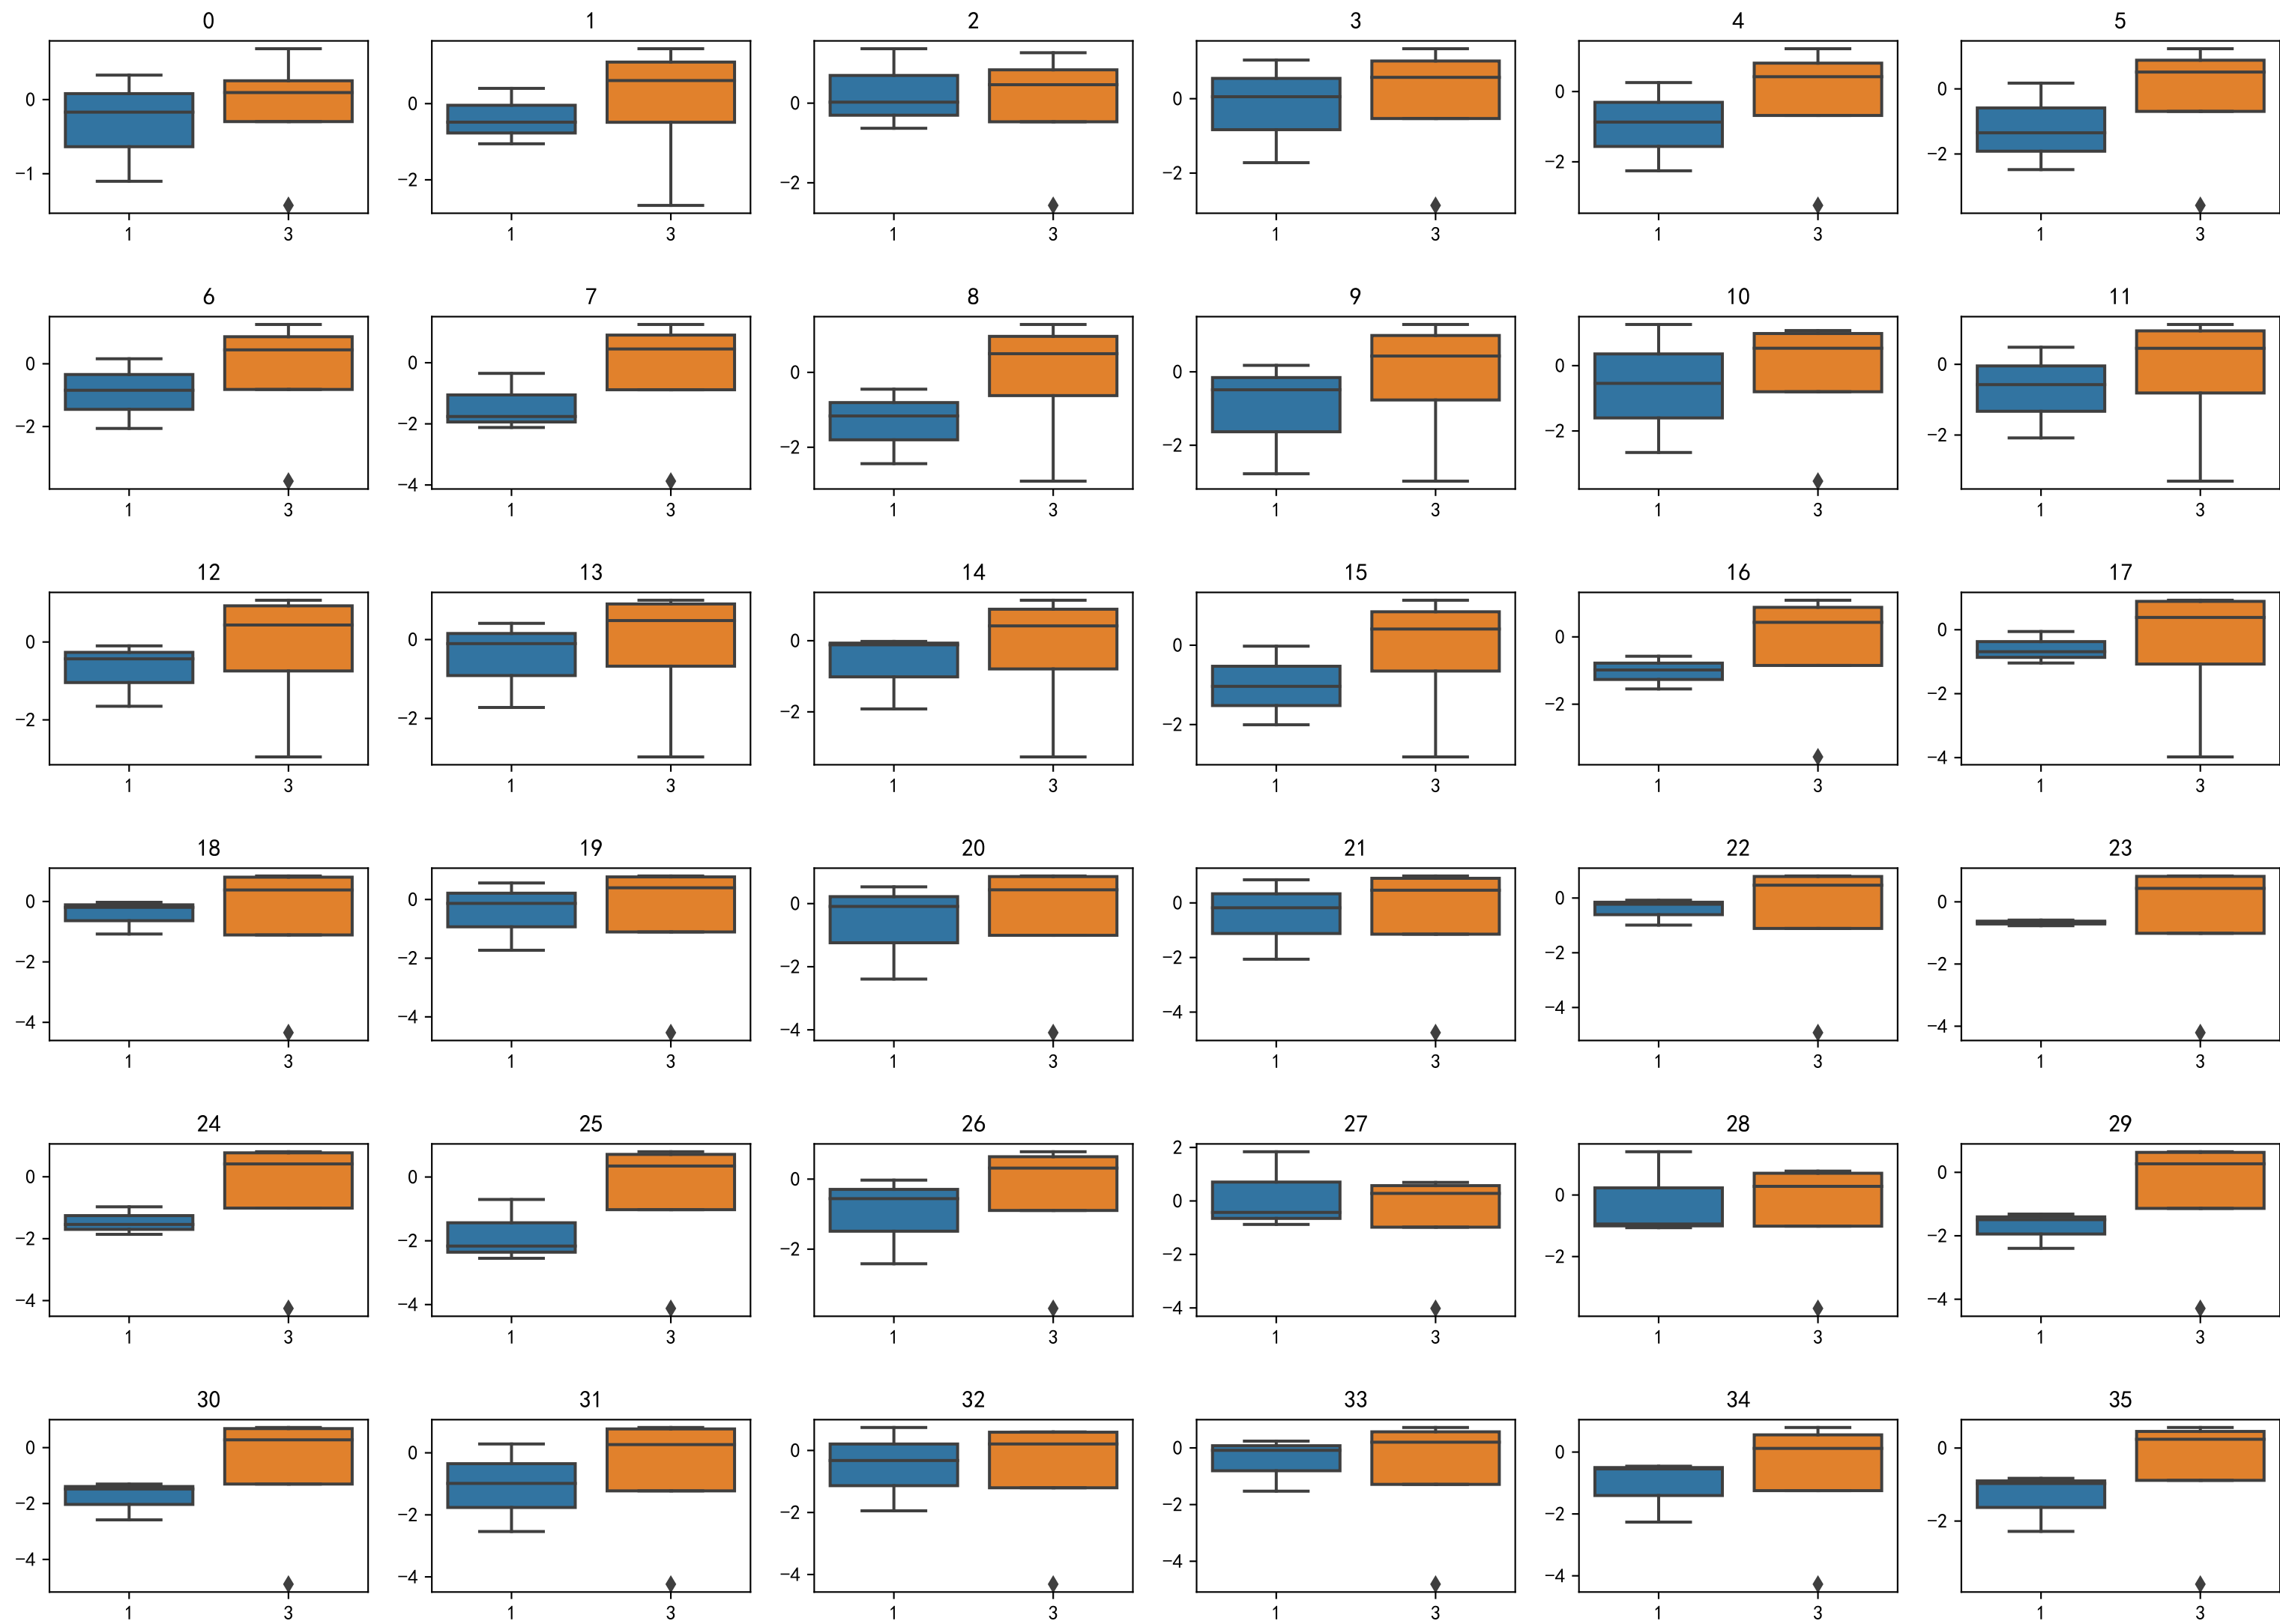 0 1 2 3 4 5
0 0 0 0 0 0
−1 −2 −2 −2 −2 −2
1 3 1 3 1 3 1 3 1 3 1 3
6 7 8 9 10 11
0 0 0 0 0 0
−2 −2 −2 −2 −2 −2
−4
1 3 1 3 1 3 1 3 1 3 1 3
12 13 14 15 16 17
0 0 0 0 0 0
−2 −2 −2 −2 −2 −2
−4
1 3 1 3 1 3 1 3 1 3 1 3
18 19 20 21 22 23
0 0 0 0 0 0
−2 −2 −2 −2 −2 −2
−4 −4 −4 −4 −4 −4
1 3 1 3 1 3 1 3 1 3 1 3
24 25 26 27 28 29
2
0 0 0 0 0 0
−2 −2 −2 −2 −2 −2
−4 −4 −4 −4
1 3 1 3 1 3 1 3 1 3 1 3
30 31 32 33 34 35
0 0 0 0 0 0
−2 −2 −2 −2 −2 −2
−4 −4 −4 −4 −4
1 3 1 3 1 3 1 3 1 3 1 3